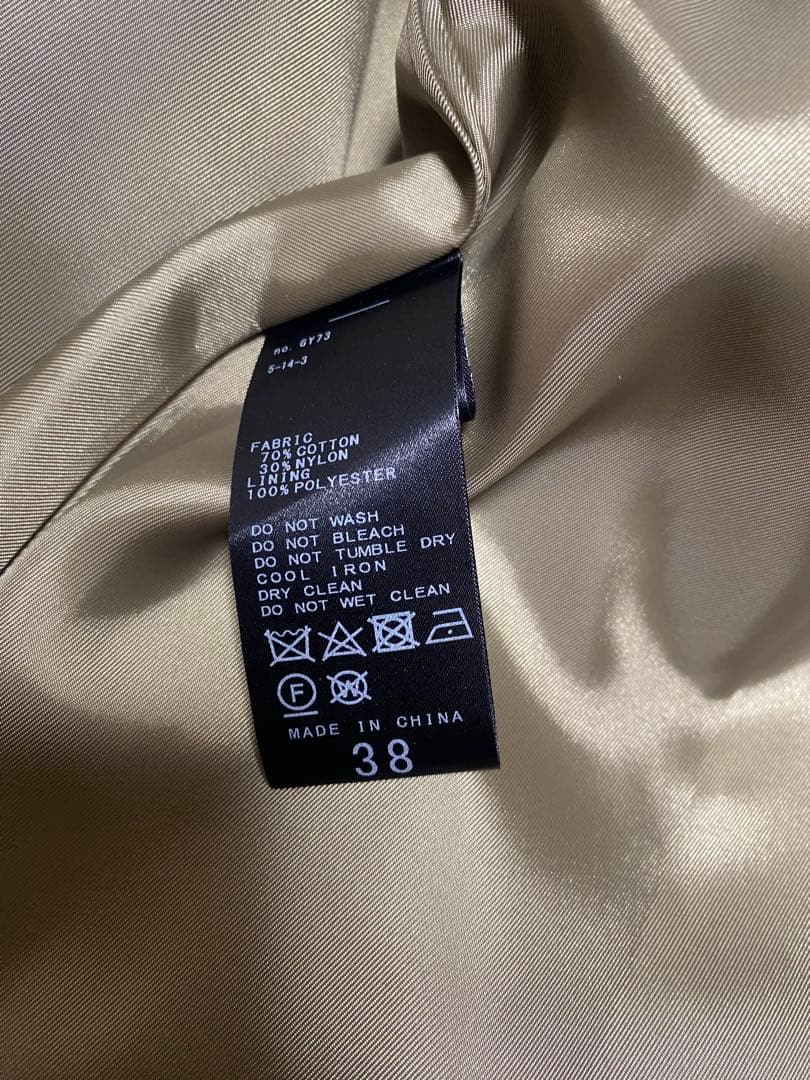 no. 6Y73
5-14-3
FABRIC
70% COTTON
30% NYLON
LINING
100% POLYESTER
DO NOT WASH
DO NOT BLEACH
DO NOT TUMBLE DRY
COOL IRON
DRY CLEAN
DO NOT WET CLEAN
F
W
MADE IN CHINA
38